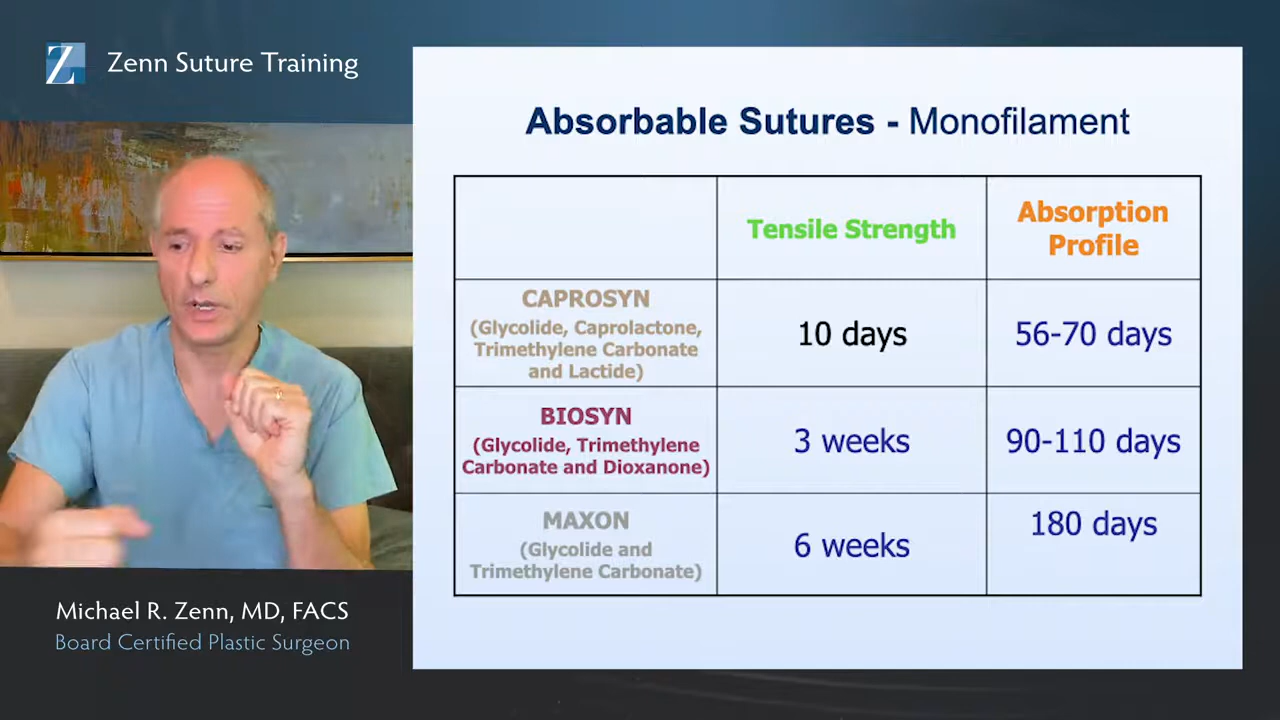 Z Zenn Suture Training
Absorbable Sutures - Monofilament
Tensile Strength
Absorption
Profile
CAPROSYN
(Glycolide, Caprolactone,
Trimethylene Carbonate
and Lactide)
10 days
56-70 days
BIOSYN
(Glycolide, Trimethylene
Carbonate and Dioxanone)
3 weeks
90-110 days
MAXON
(Glycolide and
Trimethylene Carbonate)
6 weeks
180 days
Michael R. Zenn, MD, FACS
Board Certified Plastic Surgeon